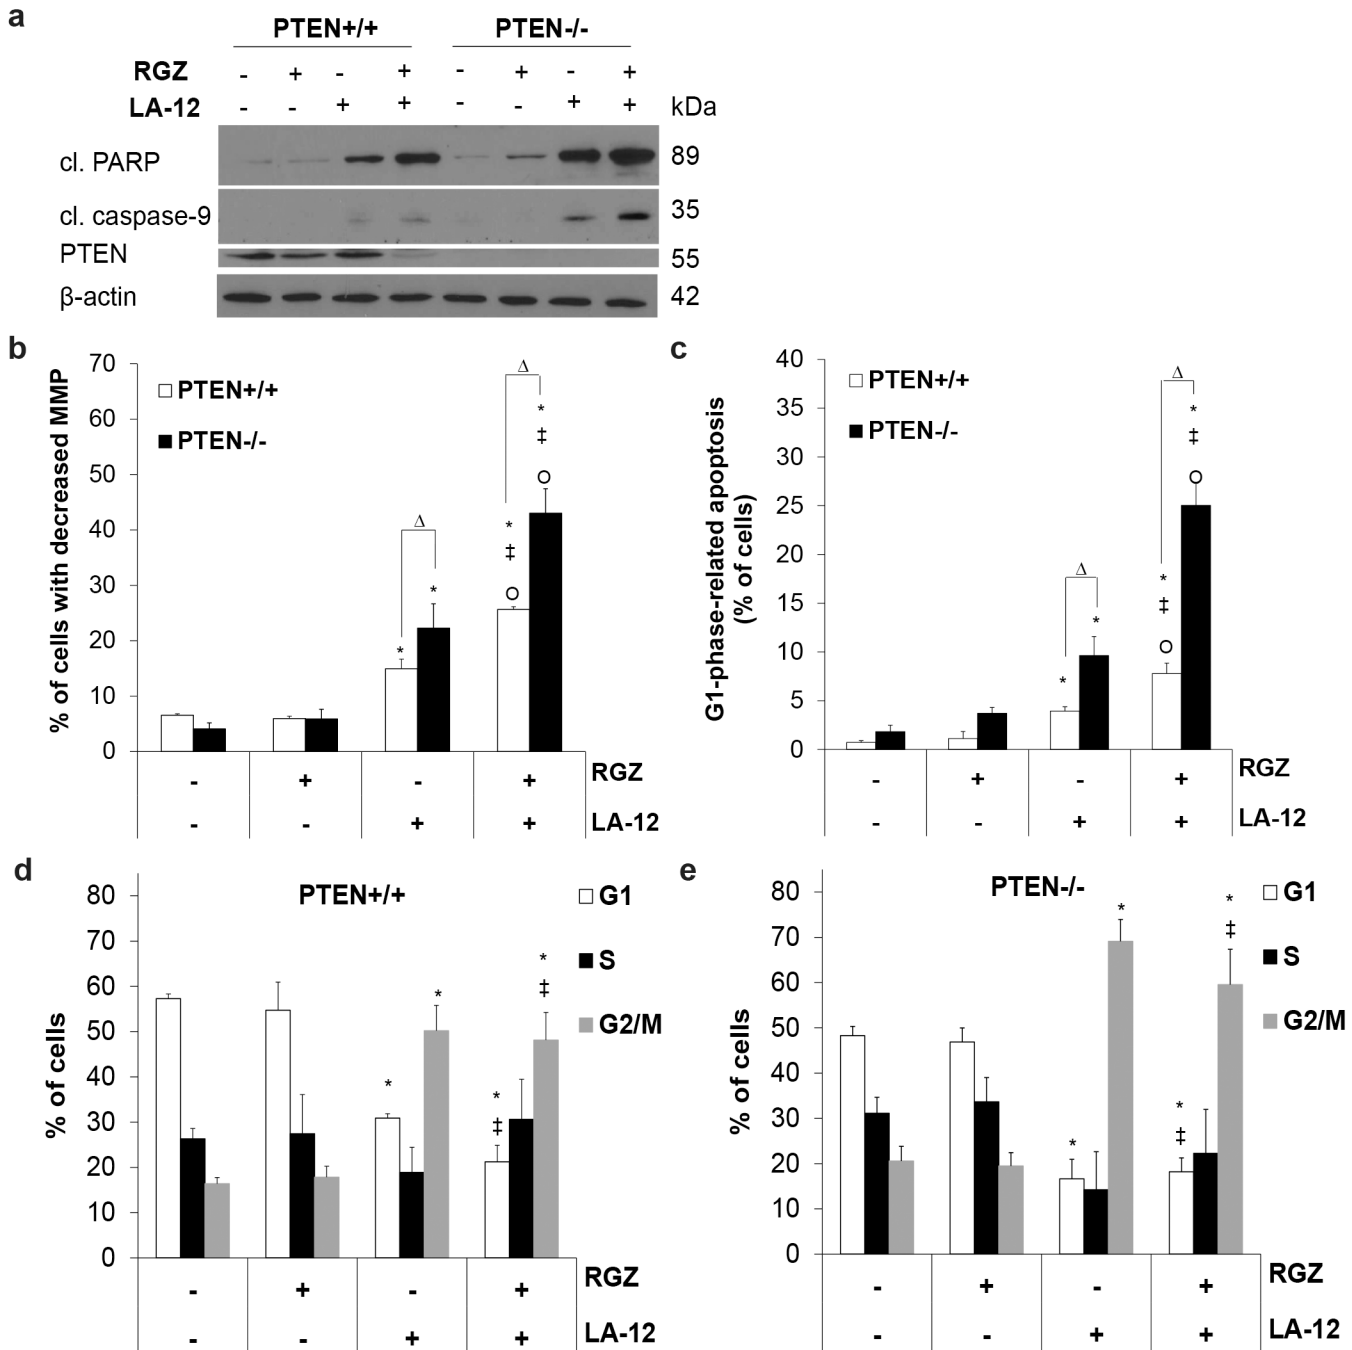 a
PTEN+/+ PTEN-/-
RGZ - + - + - + - +
LA-12 - - + + - - + + kDa
cl. PARP 89
cl. caspase-9 35
PTEN 55
β-actin 42
b
% of cells with decreased MMP
70
60
50
40
30
20
10
0
PTEN+/+
PTEN-/-
* Δ * * ‡ O Δ * ‡ O
- + - + RGZ
- - + + LA-12
c
G1-phase-related apoptosis
(% of cells)
40
35
30
25
20
15
10
5
0
PTEN+/+
PTEN-/-
* Δ * * ‡ O Δ * ‡ O
- + - + RGZ
- - + + LA-12
d
PTEN+/+
% of cells
80
70
60
50
40
30
20
10
0
G1
S
G2/M
* * * ‡ * ‡
- + - + RGZ
- - + + LA-12
e
PTEN-/-
% of cells
80
70
60
50
40
30
20
10
0
G1
S
G2/M
* * * ‡ * ‡
- + - + RGZ
- - + + LA-12